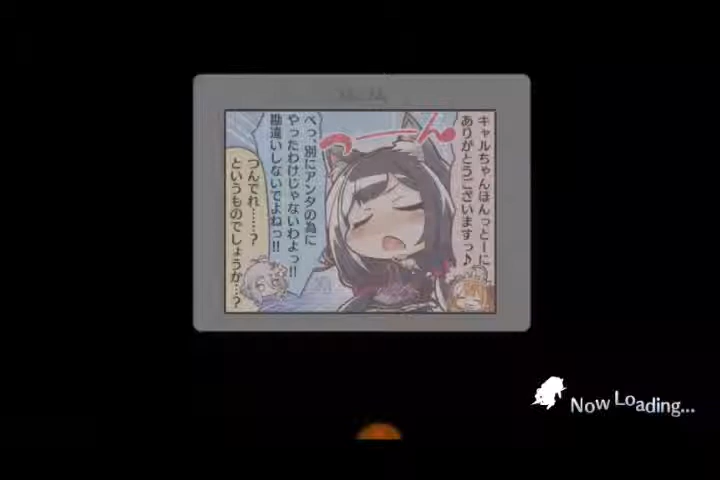 キャルちゃんほんっとーに
ありがとうございますっ♪
つーーん
べっ、別にアンタの為に
やったわけじゃないわよっ!!
勘違いしないでよねっ!!
つんでれ……?
というものでしょうか…?
Now Loading...